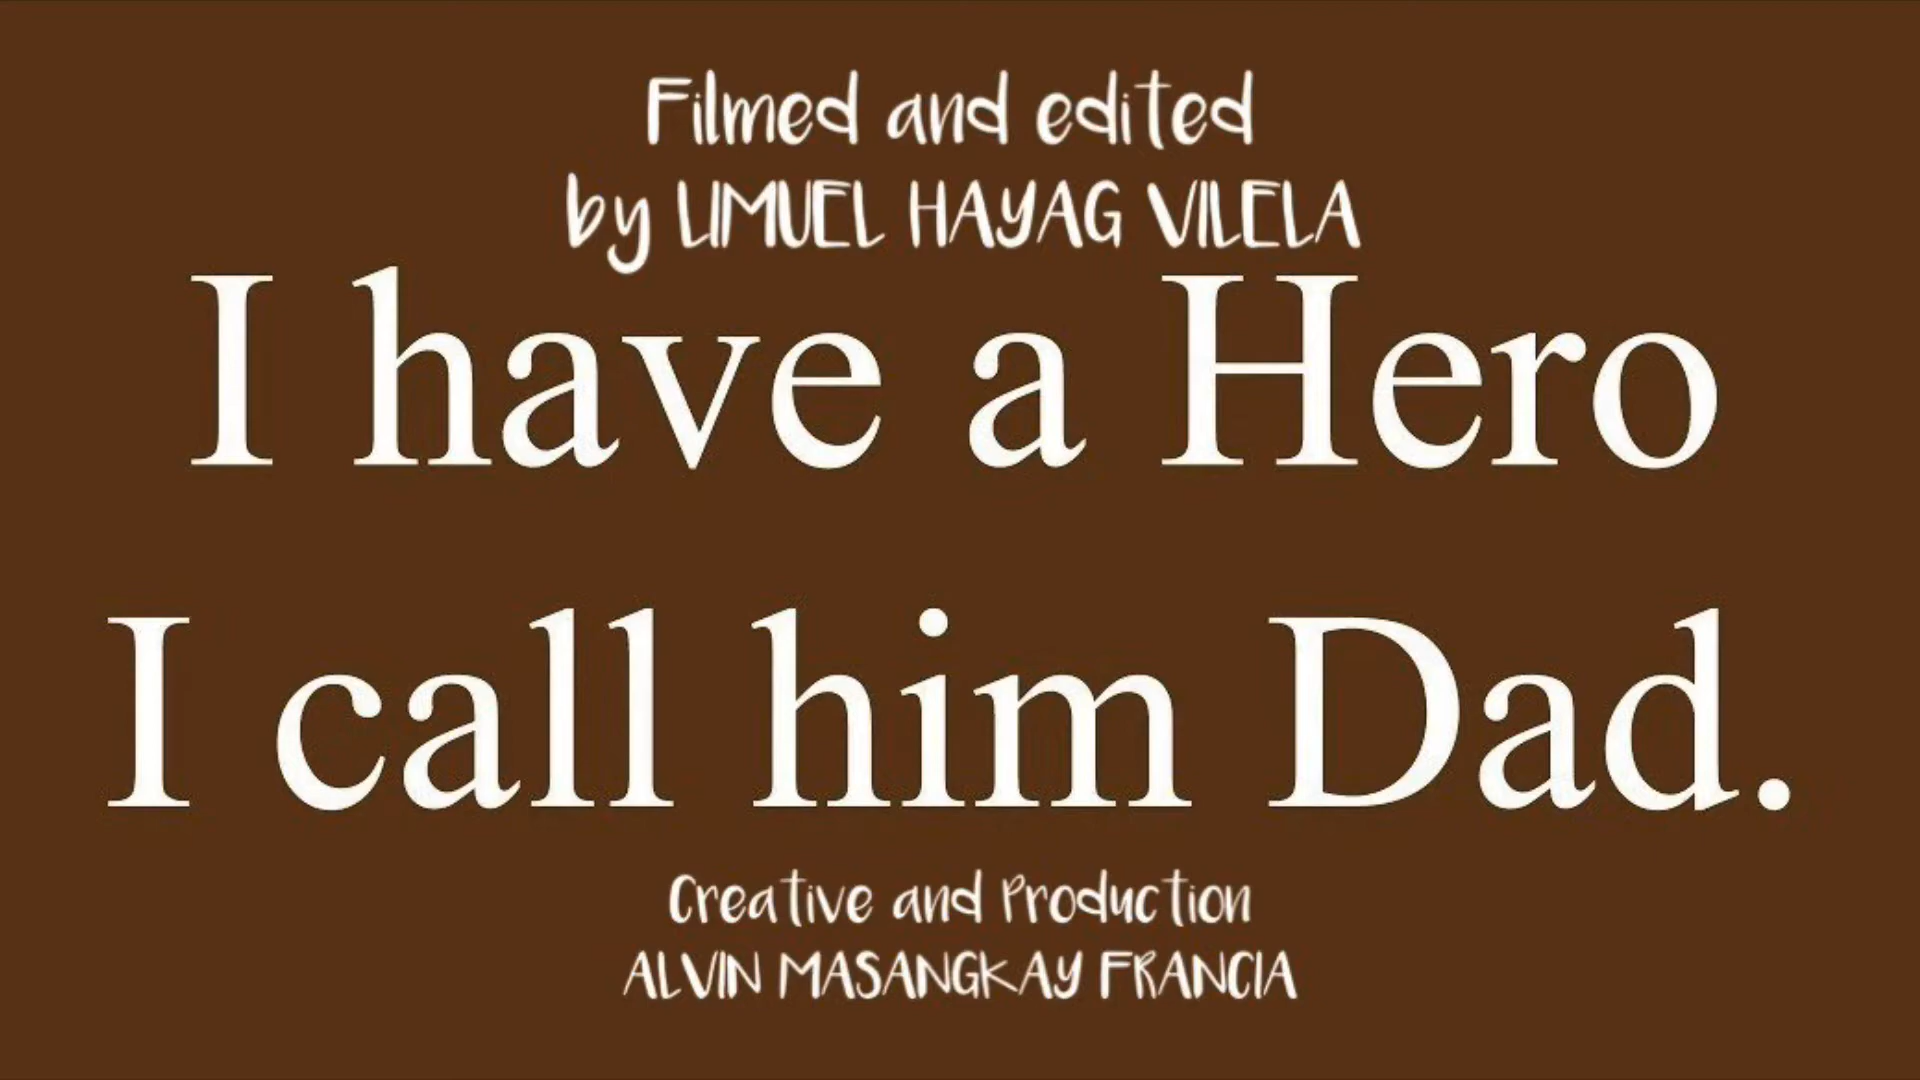 Filmed and edited
by LIMUEL HAYAG VILELA
I have a Hero
I call him Dad.
Creative and Production
ALVIN MASANGKAY FRANCIA